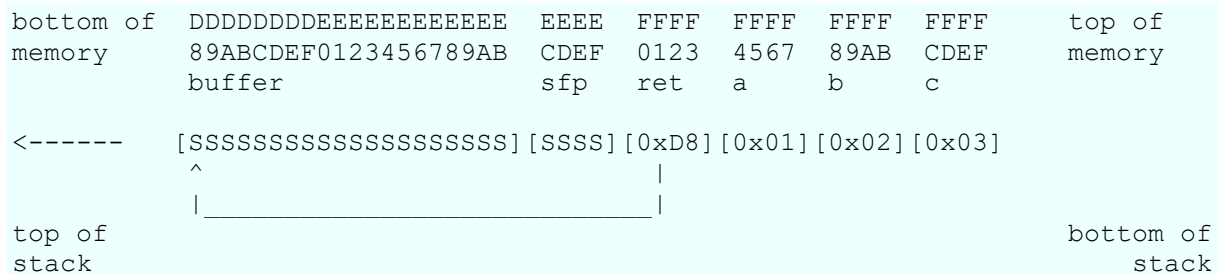 bottom of  DDDDDDDDEEEEEEEEEEEE  EEEE  FFFF  FFFF  FFFF  FFFF     top of
memory     89ABCDEF0123456789AB  CDEF  0123  4567  89AB  CDEF     memory
           buffer                sfp   ret   a     b     c
<------   [SSSSSSSSSSSSSSSSSSSS][SSSS][0xD8][0x01][0x02][0x03]
           ^                            |
           |____________________________|
top of                                                            bottom of
stack                                                                 stack